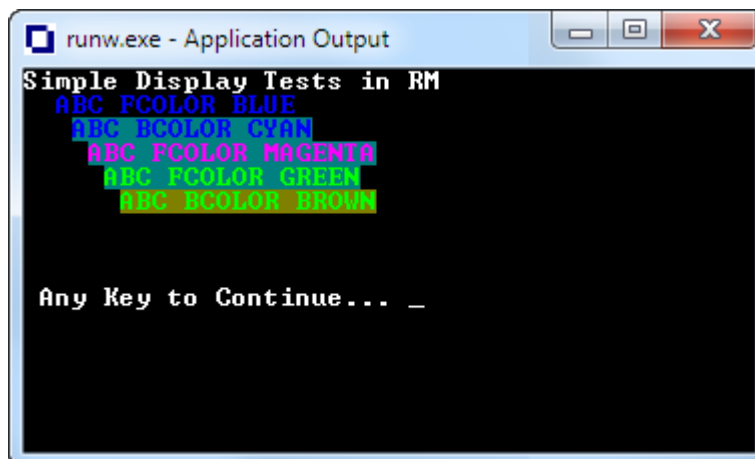 runw.exe - Application Output
Simple Display Tests in RM
ABC FCOLOR BLUE
ABC BCOLOR CYAN
ABC FCOLOR MAGENTA
ABC FCOLOR GREEN
ABC BCOLOR BROWN
Any Key to Continue... _